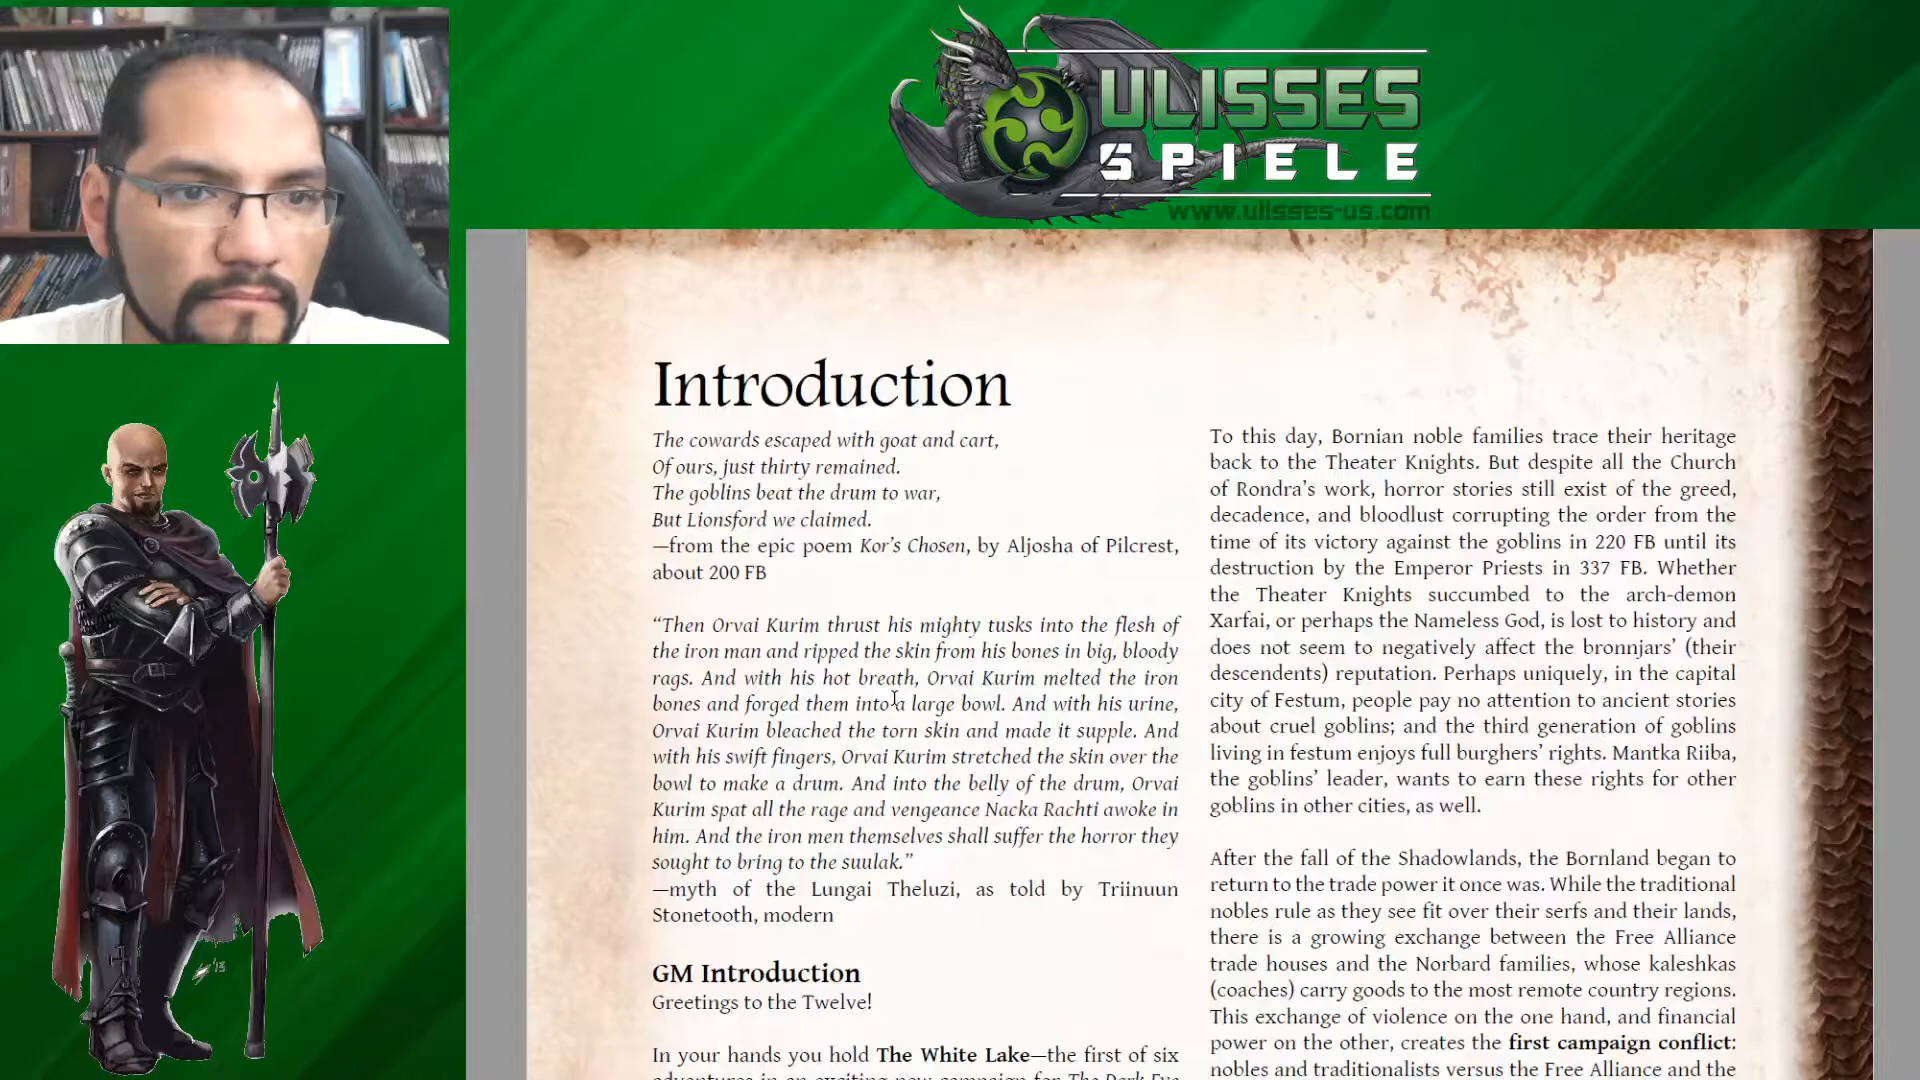 ULISSES
SPIELE
www.ulisses-us.com
Introduction
The cowards escaped with goat and cart,
Of ours, just thirty remained.
The goblins beat the drum to war,
But Lionsford we claimed.
—from the epic poem Kor's Chosen, by Aljosha of Pilcrest,
about 200 FB
“Then Orvai Kurim thrust his mighty tusks into the flesh of
the iron man and ripped the skin from his bones in big, bloody
rags. And with his hot breath, Orvai Kurim melted the iron
bones and forged them into a large bowl. And with his urine,
Orvai Kurim bleached the torn skin and made it supple. And
with his swift fingers, Orvai Kurim stretched the skin over the
bowl to make a drum. And into the belly of the drum, Orvai
Kurim spat all the rage and vengeance Nacka Rachti awoke in
him. And the iron men themselves shall suffer the horror they
sought to bring to the suulak.”
—myth of the Lungai Theluzi, as told by Triinuun
Stonetooth, modern
GM Introduction
Greetings to the Twelve!
In your hands you hold The White Lake—the first of six
adventures in an exciting new campaign for The Dark Eye
To this day, Bornian noble families trace their heritage
back to the Theater Knights. But despite all the Church
of Rondra's work, horror stories still exist of the greed,
decadence, and bloodlust corrupting the order from the
time of its victory against the goblins in 220 FB until its
destruction by the Emperor Priests in 337 FB. Whether
the Theater Knights succumbed to the arch-demon
Xarfai, or perhaps the Nameless God, is lost to history and
does not seem to negatively affect the bronnjars' (their
descendents) reputation. Perhaps uniquely, in the capital
city of Festum, people pay no attention to ancient stories
about cruel goblins; and the third generation of goblins
living in festum enjoys full burghers' rights. Mantka Riiba,
the goblins' leader, wants to earn these rights for other
goblins in other cities, as well.
After the fall of the Shadowlands, the Bornland began to
return to the trade power it once was. While the traditional
nobles rule as they see fit over their serfs and their lands,
there is a growing exchange between the Free Alliance
trade houses and the Norbard families, whose kaleshkas
(coaches) carry goods to the most remote country regions.
This exchange of violence on the one hand, and financial
power on the other, creates the first campaign conflict:
nobles and traditionalists versus the Free Alliance and the